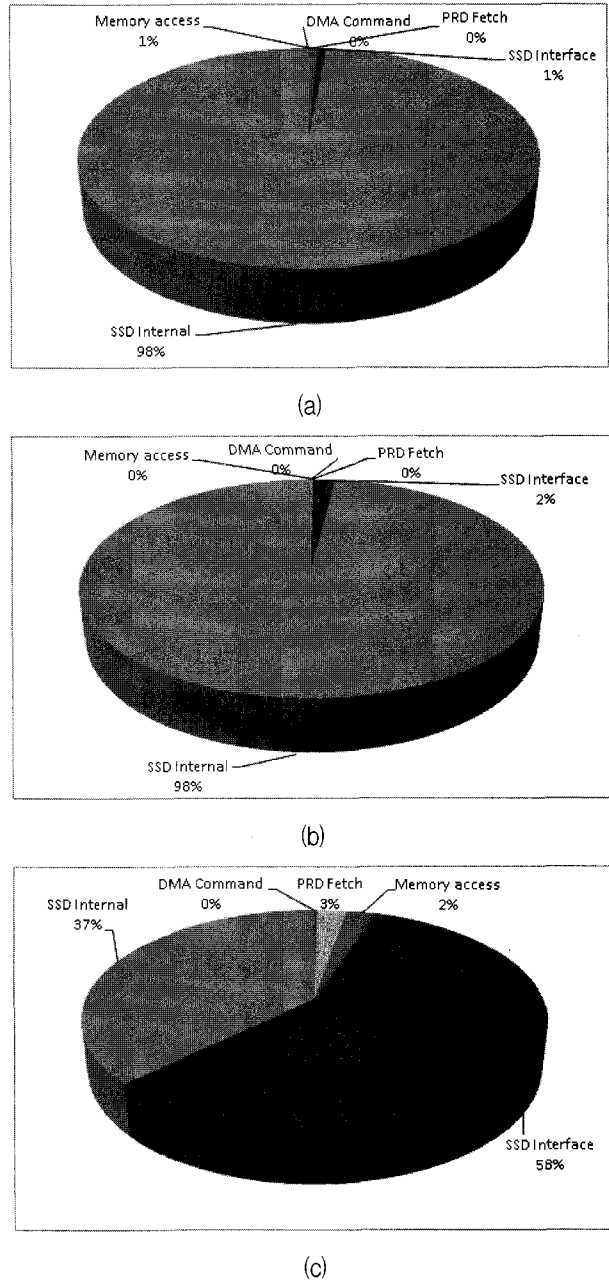 Memory access
1%
DMA Command
0%
PRD Fetch
0%
SSD Interface
1%
SSD Internal
98%
(a)
Memory access
0%
DMA Command
0%
PRD Fetch
0%
SSD Interface
2%
SSD Internal
98%
(b)
SSD Internal
37%
DMA Command
0%
PRD Fetch
3%
Memory access
2%
SSD Interface
58%
(c)